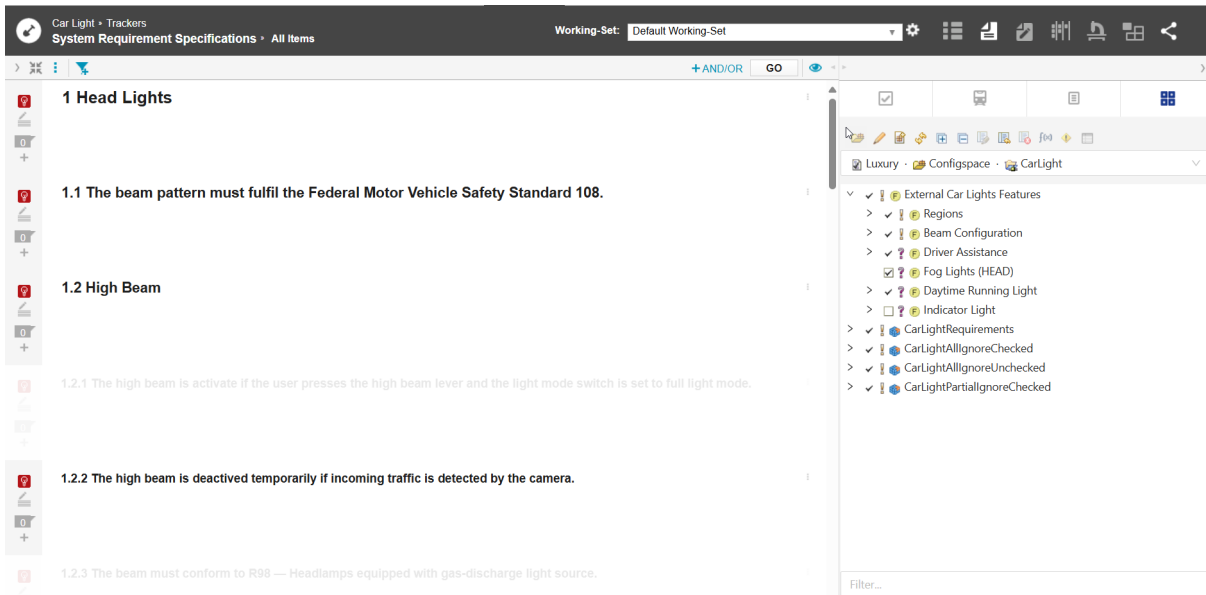 Car Light • Trackers
System Requirement Specifications • All Items
Working-Set: Default Working-Set
+ AND/OR GO
1 Head Lights
0
1.1 The beam pattern must fulfil the Federal Motor Vehicle Safety Standard 108.
0
1.2 High Beam
0
1.2.1 The high beam is activate if the user presses the high beam lever and the light mode switch is set to full light mode.
0
1.2.2 The high beam is deactived temporarily if incoming traffic is detected by the camera.
0
1.2.3 The beam must conform to R98 — Headlamps equipped with gas-discharge light source.
f(x)
Luxury · Configspace · CarLight
! F External Car Lights Features
! F Regions
! F Beam Configuration
? F Driver Assistance
? F Fog Lights (HEAD)
? F Daytime Running Light
? F Indicator Light
! CarLightRequirements
! CarLightAllIgnoreChecked
! CarLightAllIgnoreUnchecked
! CarLightPartialIgnoreChecked
Filter...